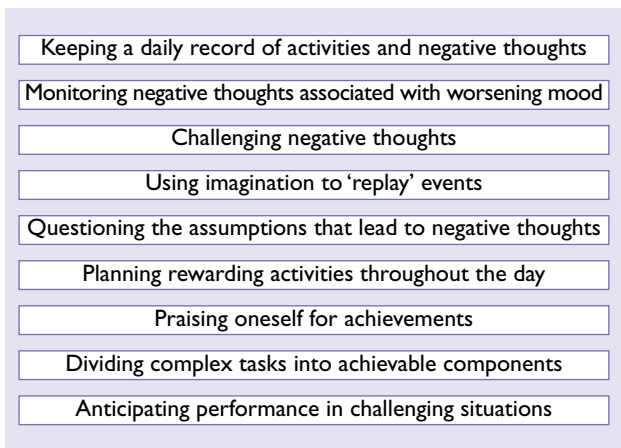 Keeping a daily record of activities and negative thoughts
Monitoring negative thoughts associated with worsening mood
Challenging negative thoughts
Using imagination to ‘replay’ events
Questioning the assumptions that lead to negative thoughts
Planning rewarding activities throughout the day
Praising oneself for achievements
Dividing complex tasks into achievable components
Anticipating performance in challenging situations